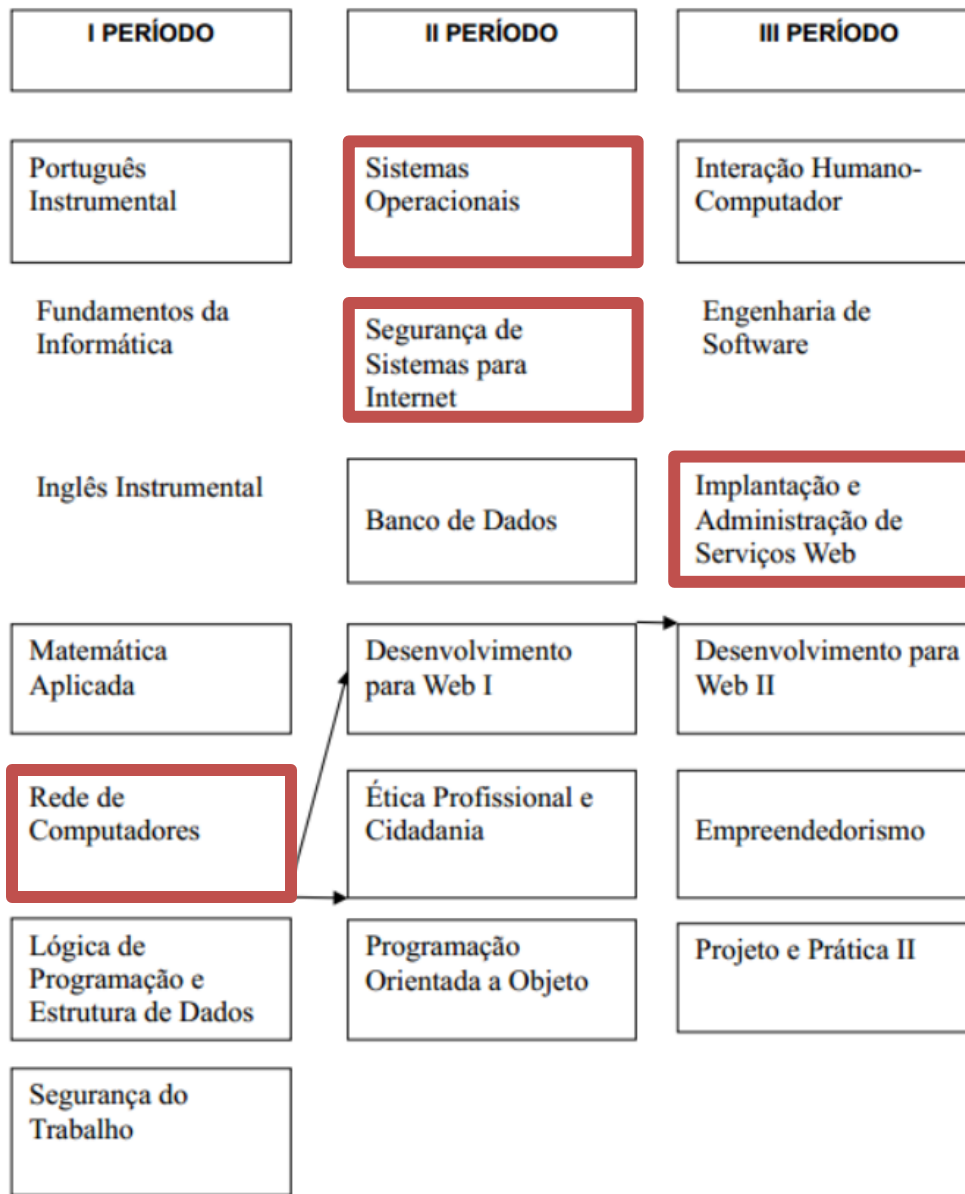 I PERÍODO
II PERÍODO
III PERÍODO
Português
Instrumental
Sistemas
Operacionais
Interação Humano-
Computador
Fundamentos da
Informática
Segurança de
Sistemas para
Internet
Engenharia de
Software
Inglês Instrumental
Banco de Dados
Implantação e
Administração de
Serviços Web
Matemática
Aplicada
Desenvolvimento
para Web I
Desenvolvimento para
Web II
Rede de
Computadores
Ética Profissional e
Cidadania
Empreendedorismo
Lógica de
Programação e
Estrutura de Dados
Programação
Orientada a Objeto
Projeto e Prática II
Segurança do
Trabalho